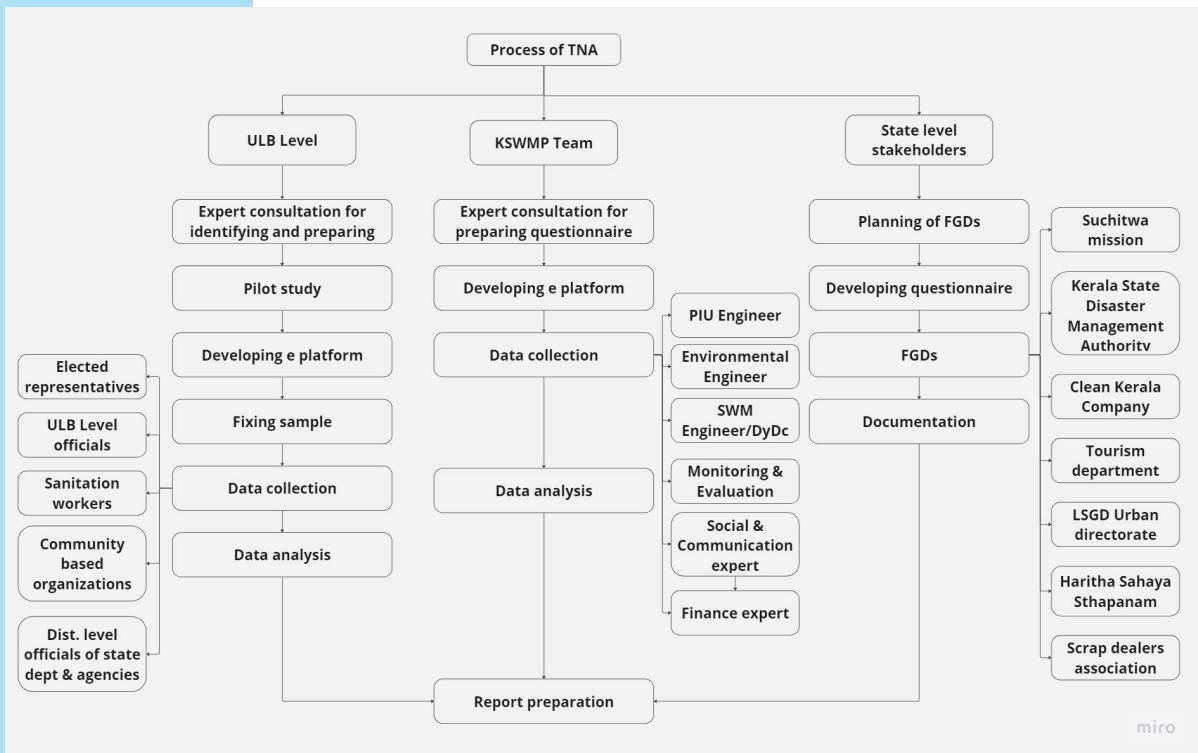 Process of TNA
ULB Level
Expert consultation for
identifying and preparing
Pilot study
Developing e platform
Fixing sample
Data collection
Data analysis
Elected
representatives
ULB Level
officials
Sanitation
workers
Community
based
organizations
Dist. level
officials of state
dept & agencies
KSWMP Team
Expert consultation for
preparing questionnaire
Developing e platform
Data collection
Data analysis
PIU Engineer
Environmental
Engineer
SWM
Engineer/DyDc
Monitoring &
Evaluation
Social &
Communication
expert
Finance expert
State level
stakeholders
Planning of FGDs
Developing questionnaire
FGDs
Documentation
Suchitwa
mission
Kerala State
Disaster
Management
Authority
Clean Kerala
Company
Tourism
department
LSGD Urban
directorate
Haritha Sahaya
Sthapanam
Scrap dealers
association
Report preparation
miro